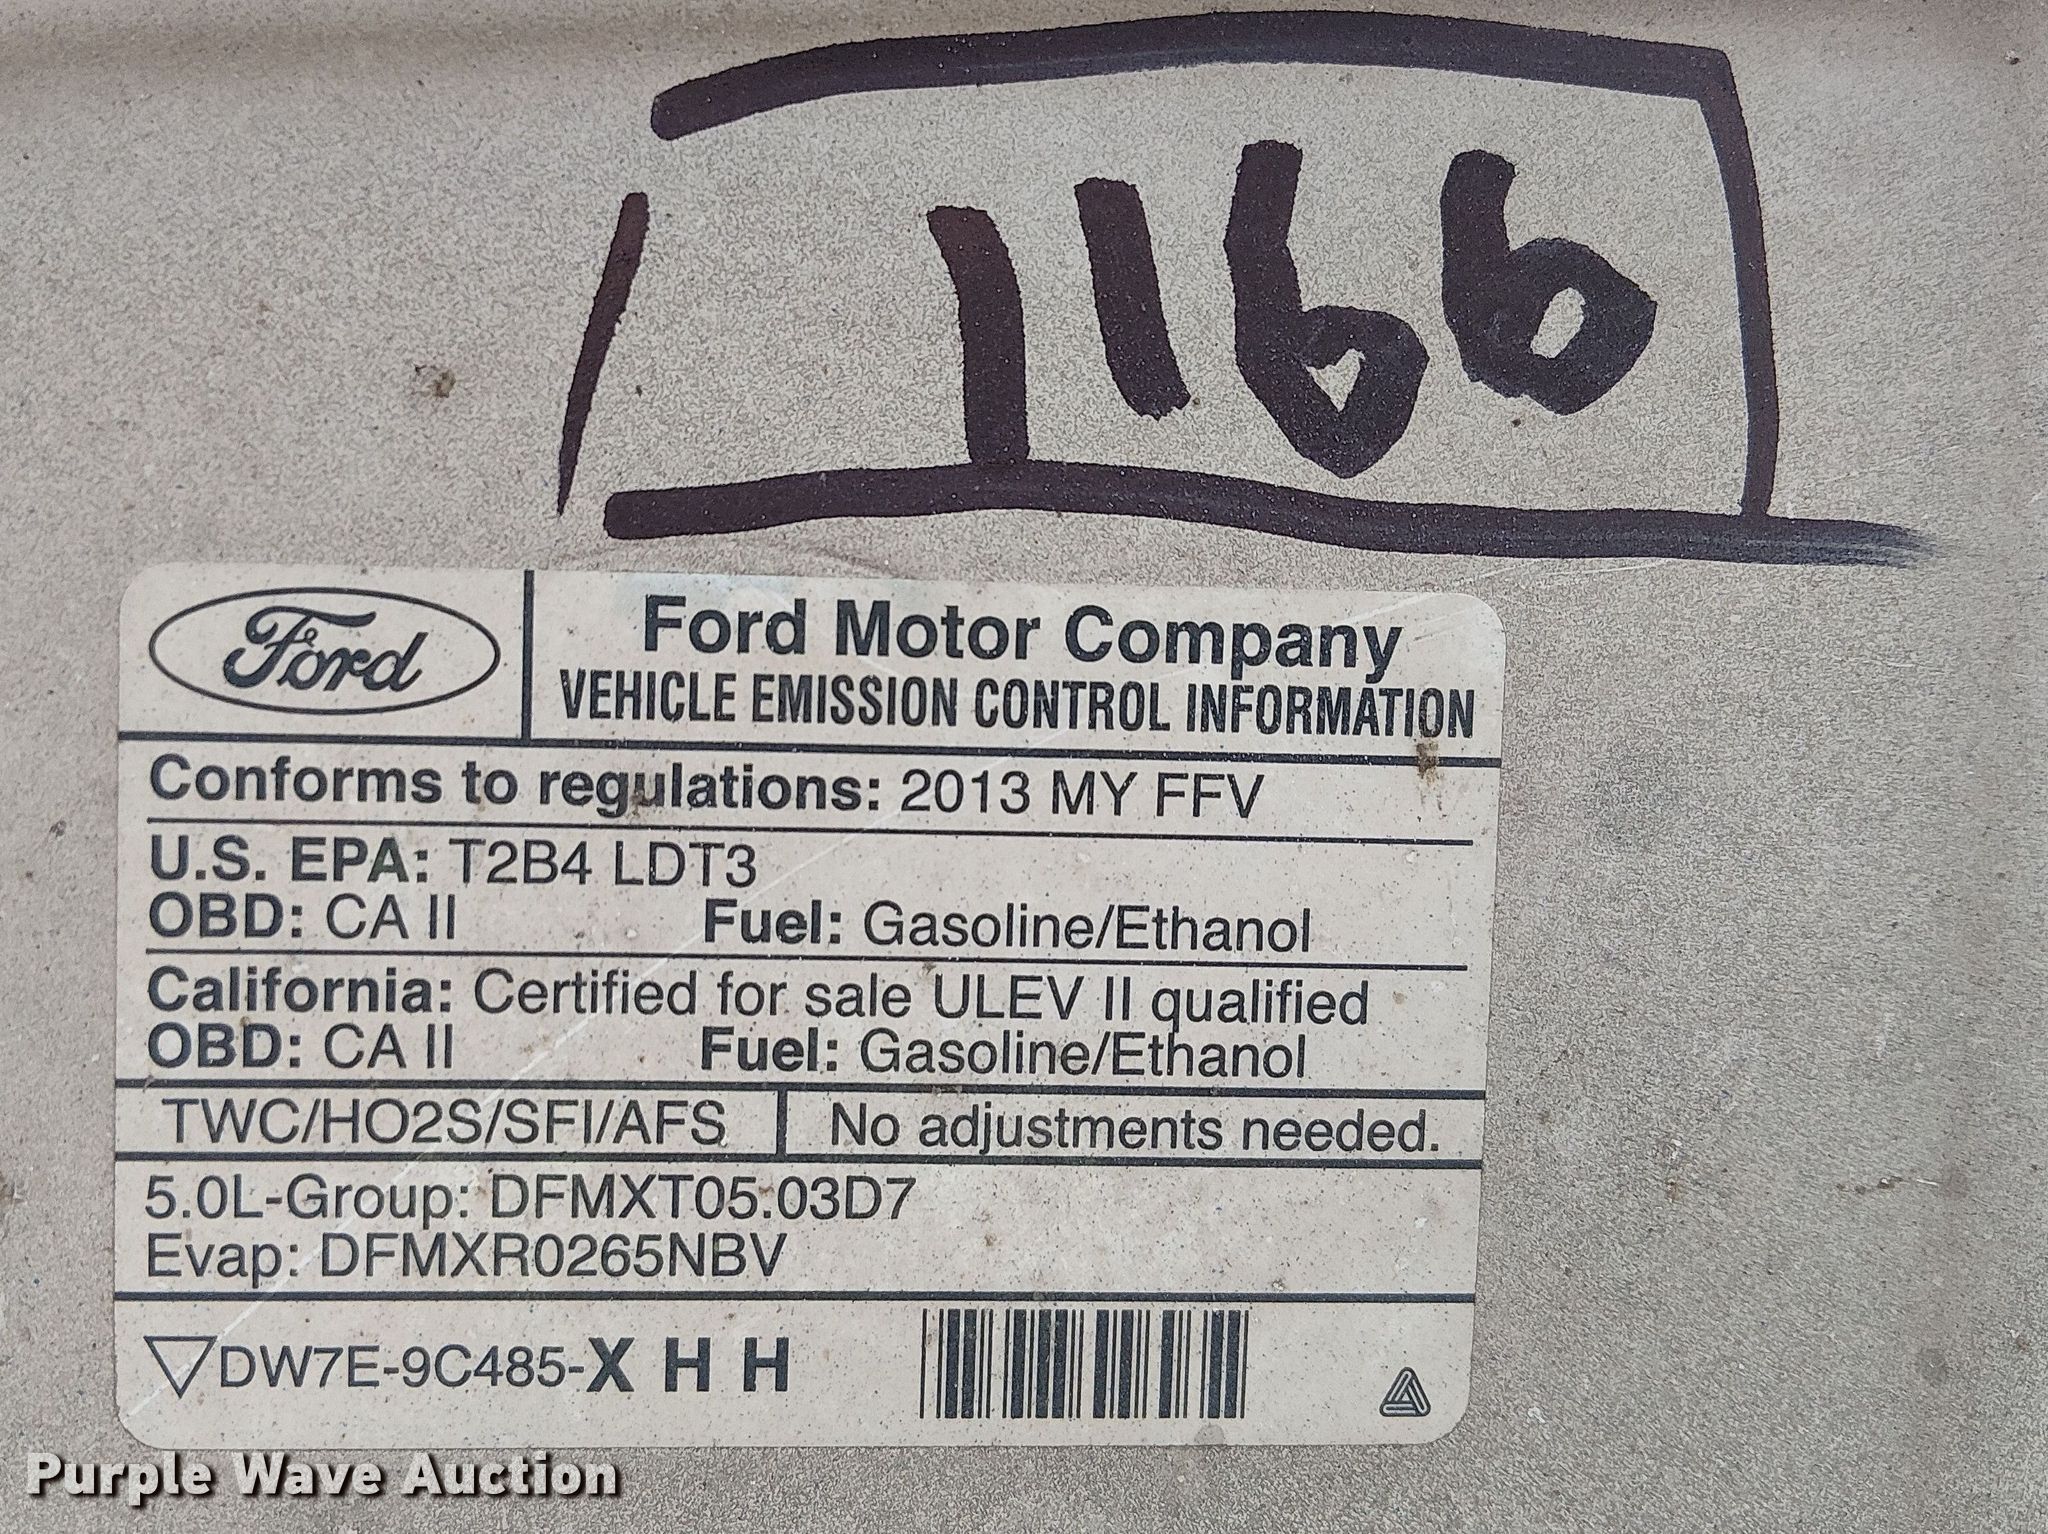 1166
Ford
Ford Motor Company
VEHICLE EMISSION CONTROL INFORMATION
Conforms to regulations: 2013 MY FFV
U.S. EPA: T2B4 LDT3
OBD: CA II Fuel: Gasoline/Ethanol
California: Certified for sale ULEV II qualified
OBD: CA II Fuel: Gasoline/Ethanol
TWC/HO2S/SFI/AFS No adjustments needed.
5.0L-Group: DFMXT05.03D7
Evap: DFMXR0265NBV
DW7E-9C485-X H H
Purple Wave Auction